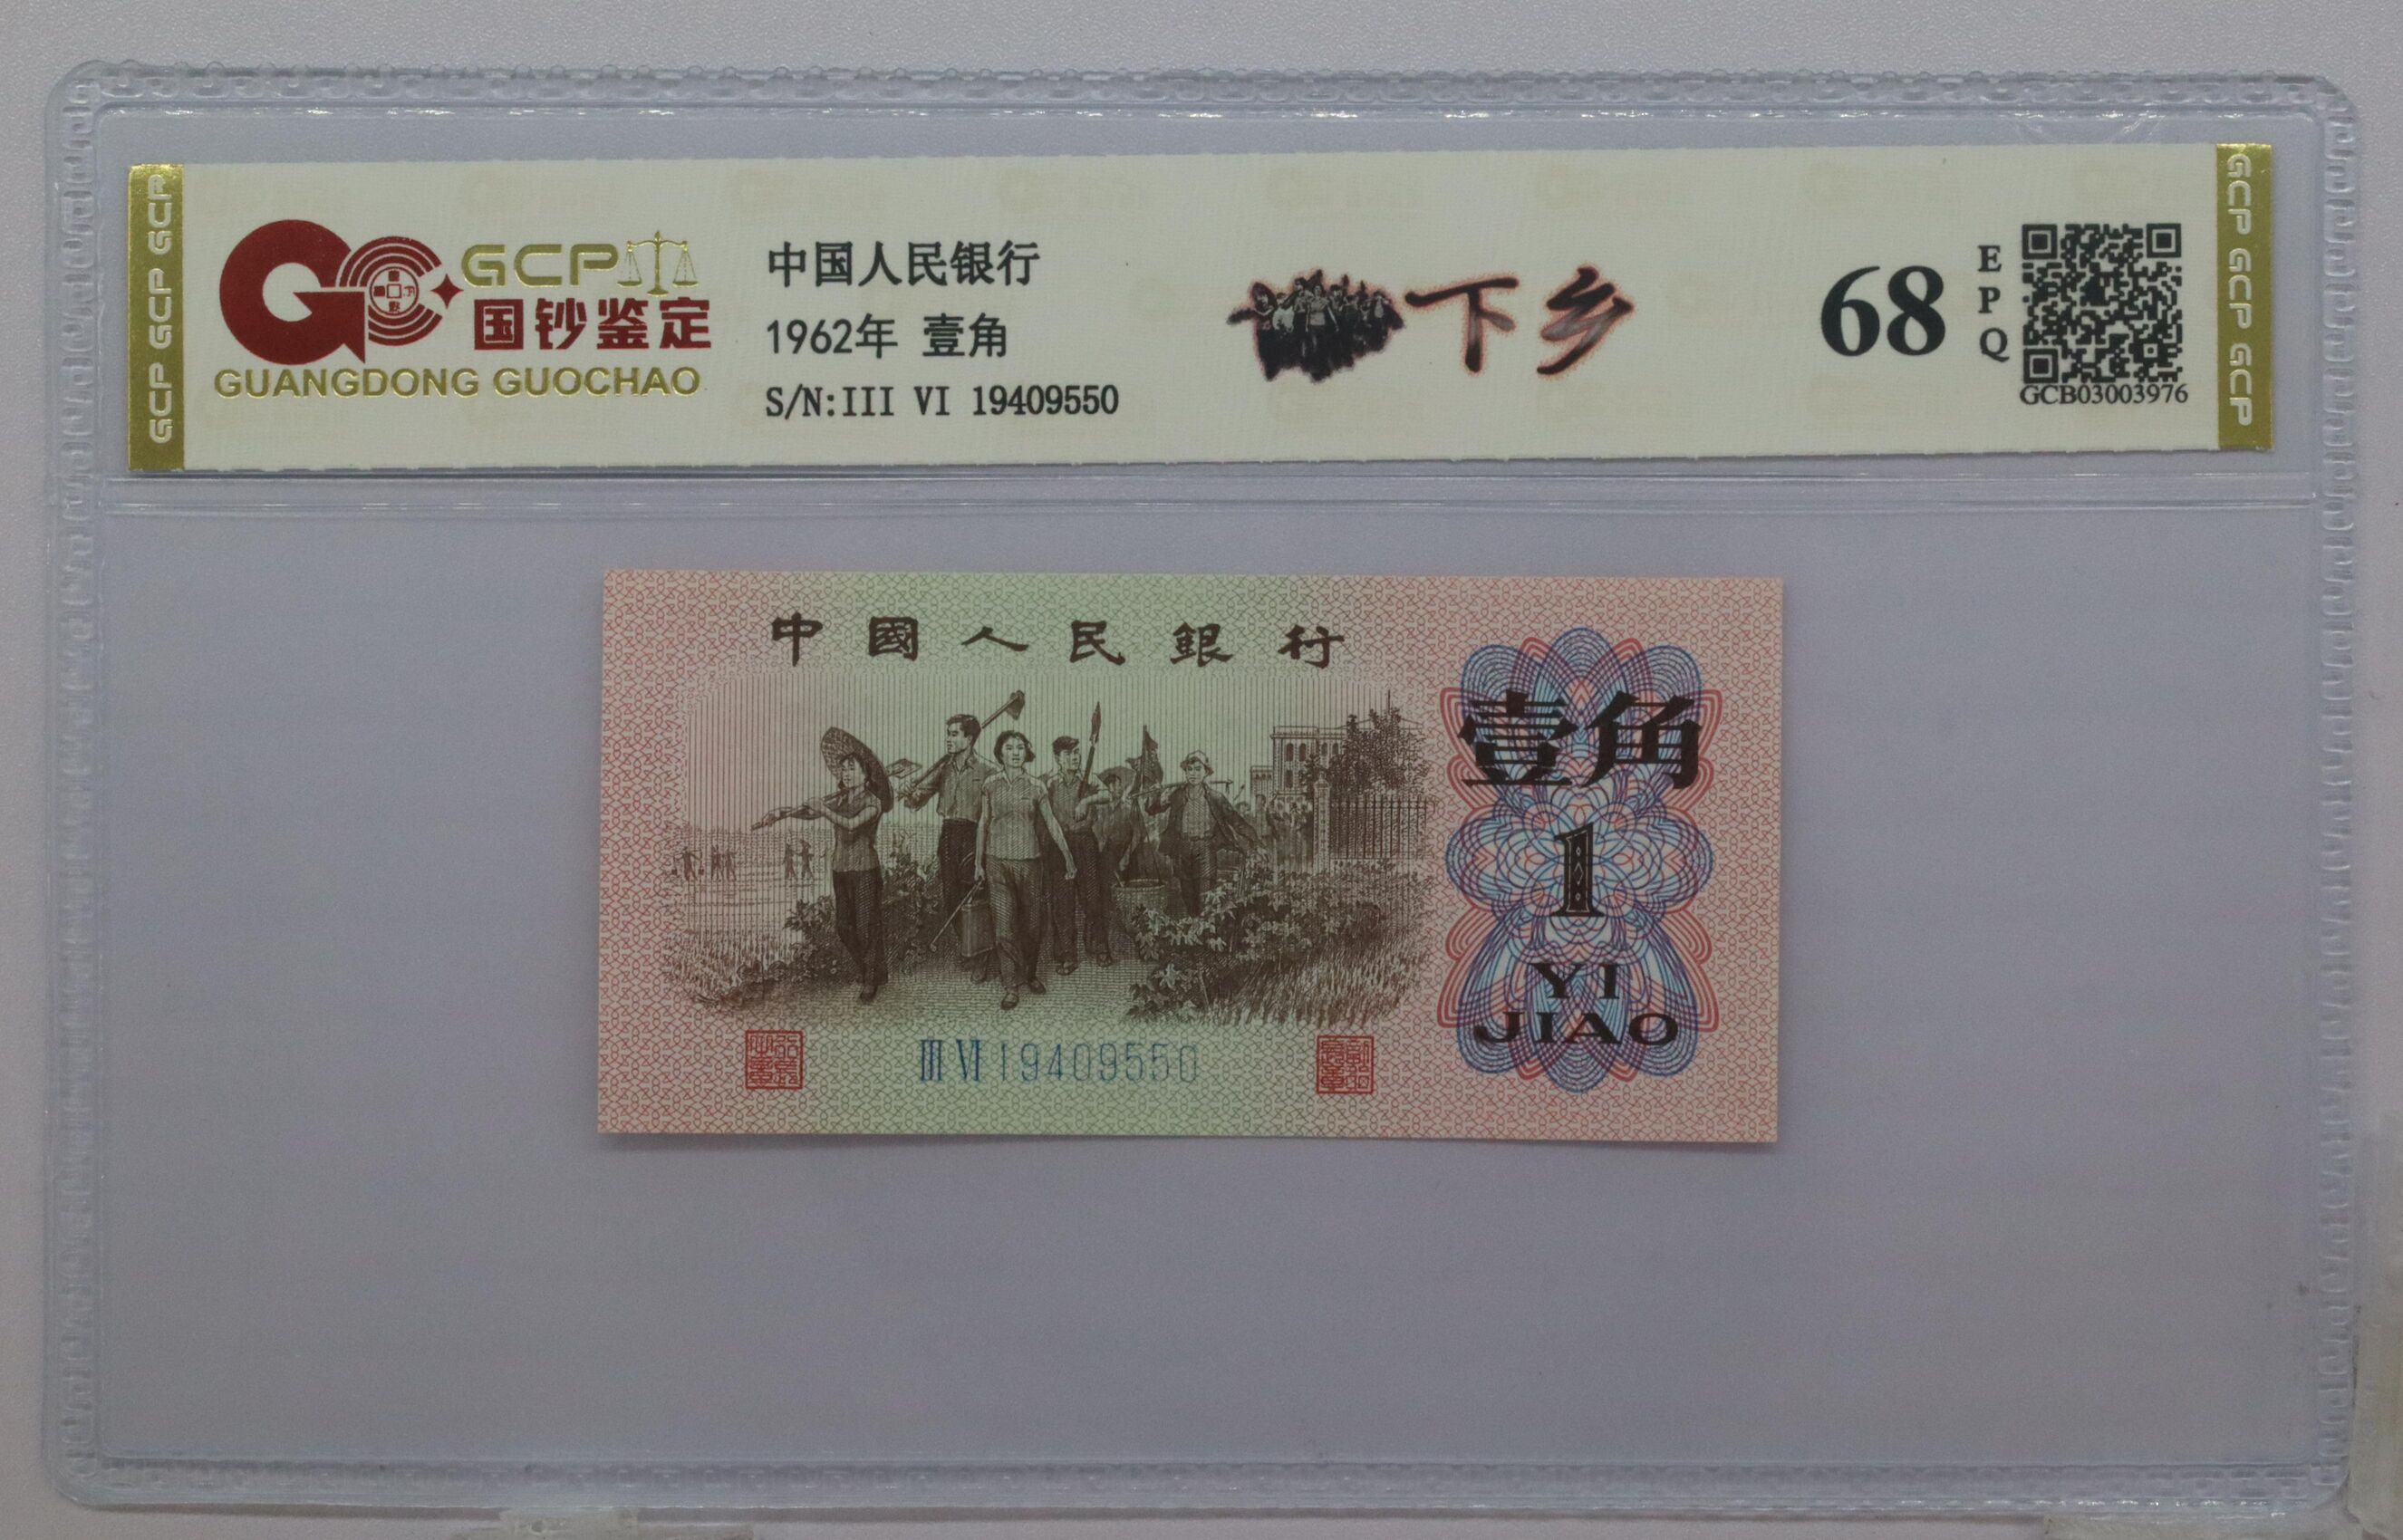 GCP GCP GCP
GCP
国钞鉴定
GUANGDONG GUOCHAO
中国人民银行
1962年 壹角
S/N:III VI 19409550
下乡
68
EPQ
GCB03003976
GCP GCP GCP
中國人民銀行
壹角
1
YI
JIAO
III VI 19409550